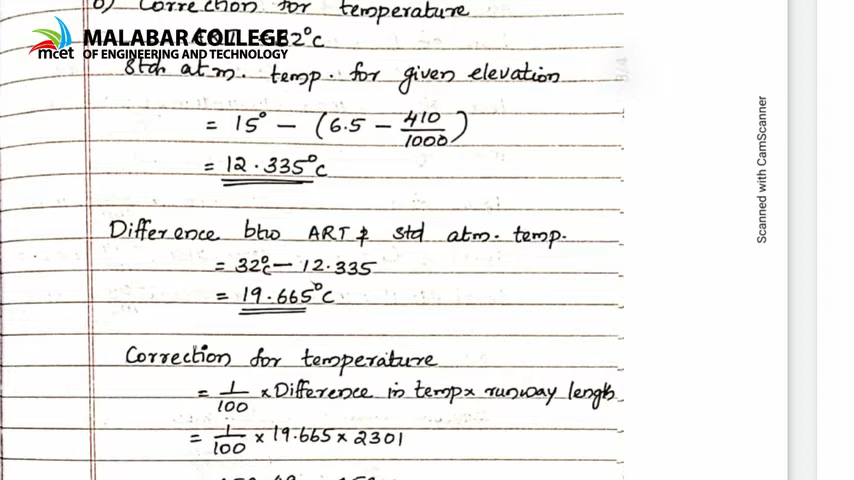 b) Correction for temperature
MALABAR COLLEGE
OF ENGINEERING AND TECHNOLOGY
mcet
32°c
Std atm. temp. for given elevation
= 15° - (6.5 - 410/1000)
= 12.335°c
Difference btw ART & std atm. temp.
= 32°c - 12.335
= 19.665°c
Correction for temperature
= 1/100 × Difference in temp × runway length
= 1/100 × 19.665 × 2301
Scanned with CamScanner